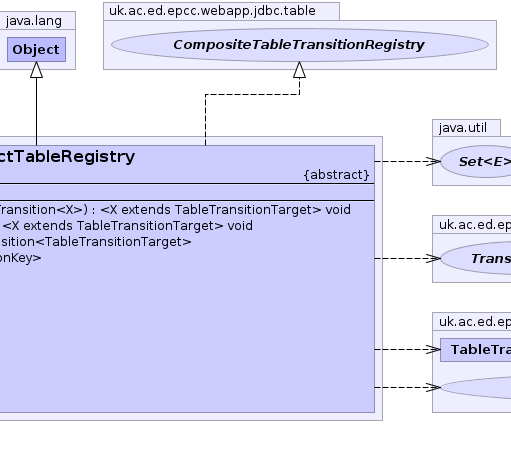 java.lang
Object
uk.ac.ed.epcc.webapp.jdbc.table
CompositeTableTransitionRegistry
ctTableRegistry
{abstract}
Transition<X>) : <X extends TableTransitionTarget> void
<X extends TableTransitionTarget> void
sition<TableTransitionTarget>
onKey>
java.util
Set<E>
uk.ac.ed.ep
Trans
uk.ac.ed.ep
TableTra